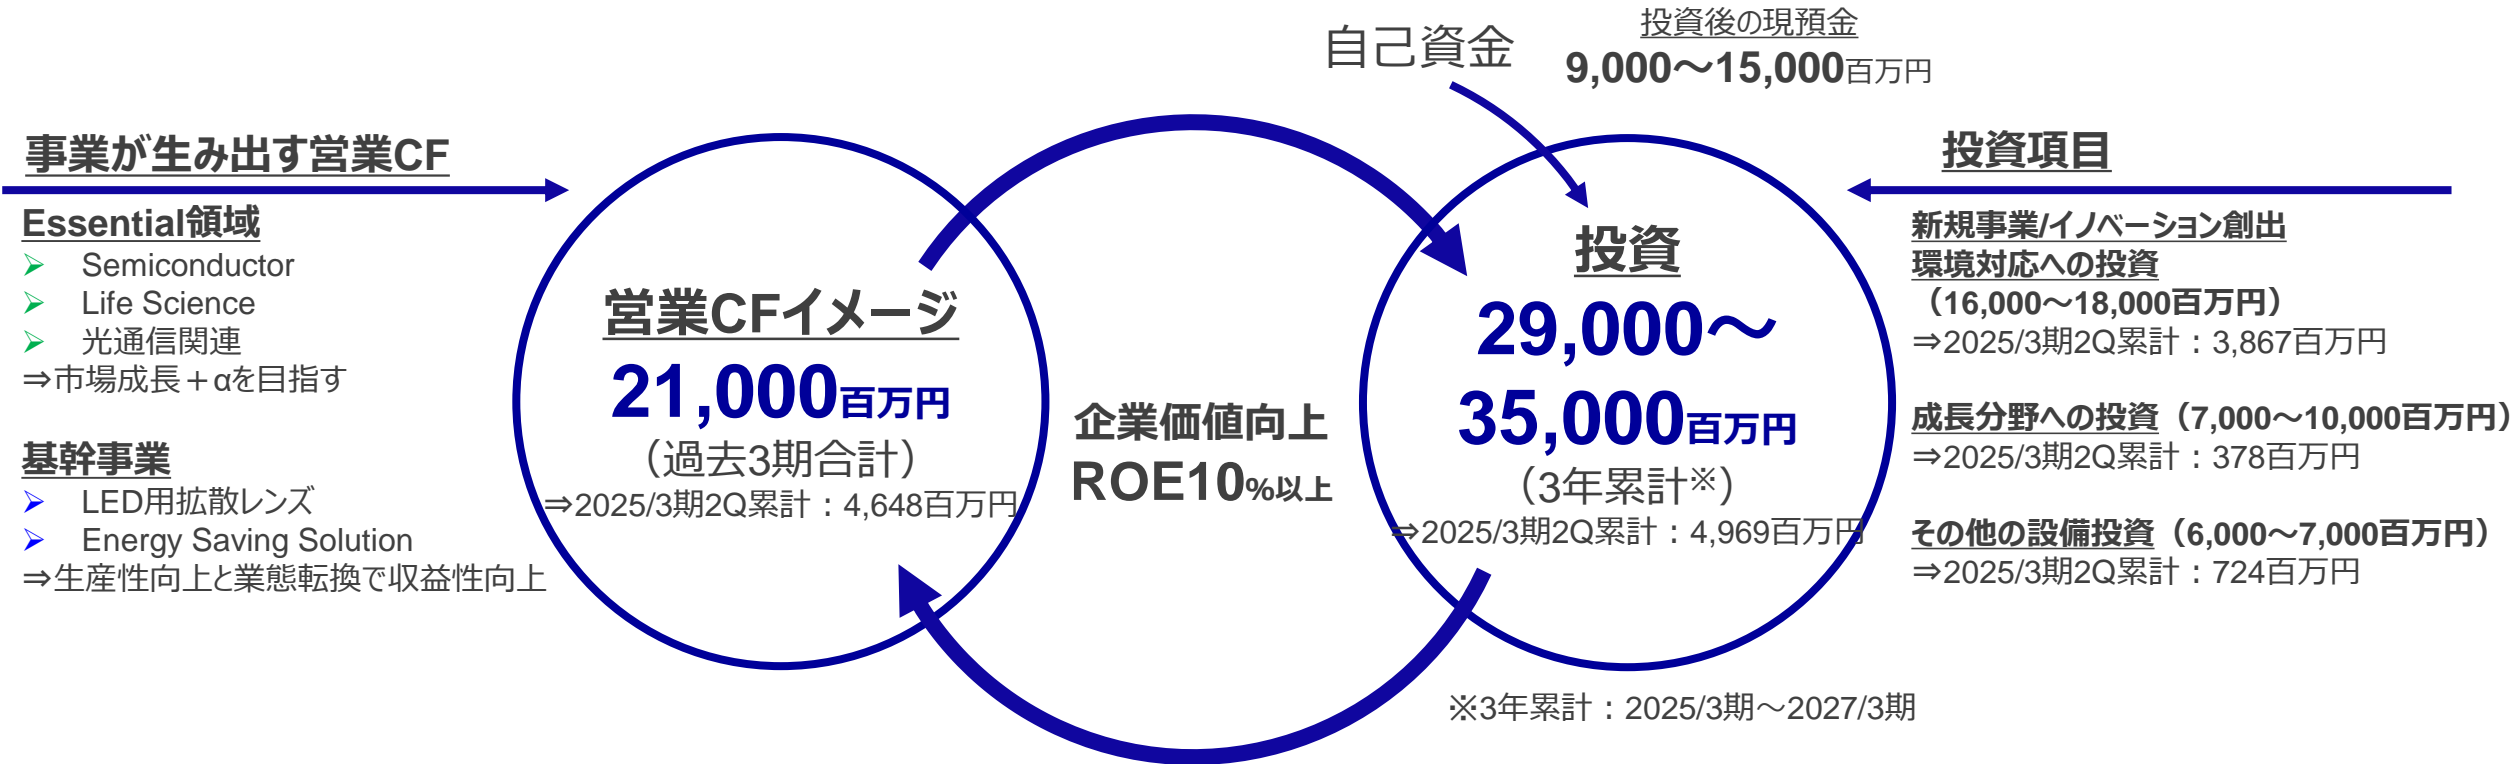 自己資金
投資後の現預金
9,000～15,000百万円
事業が生み出す営業CF
Essential領域
➢ Semiconductor
➢ Life Science
➢ 光通信関連
⇒市場成長＋αを目指す
基幹事業
➢ LED用拡散レンズ
➢ Energy Saving Solution
⇒生産性向上と業態転換で収益性向上
営業CFイメージ
21,000百万円
（過去3期合計）
⇒2025/3期2Q累計：4,648百万円
企業価値向上
ROE10%以上
投資
29,000～
35,000百万円
（3年累計※）
⇒2025/3期2Q累計：4,969百万円
※3年累計：2025/3期～2027/3期
投資項目
新規事業/イノベーション創出
環境対応への投資
（16,000～18,000百万円）
⇒2025/3期2Q累計：3,867百万円
成長分野への投資（7,000～10,000百万円）
⇒2025/3期2Q累計：378百万円
その他の設備投資（6,000～7,000百万円）
⇒2025/3期2Q累計：724百万円